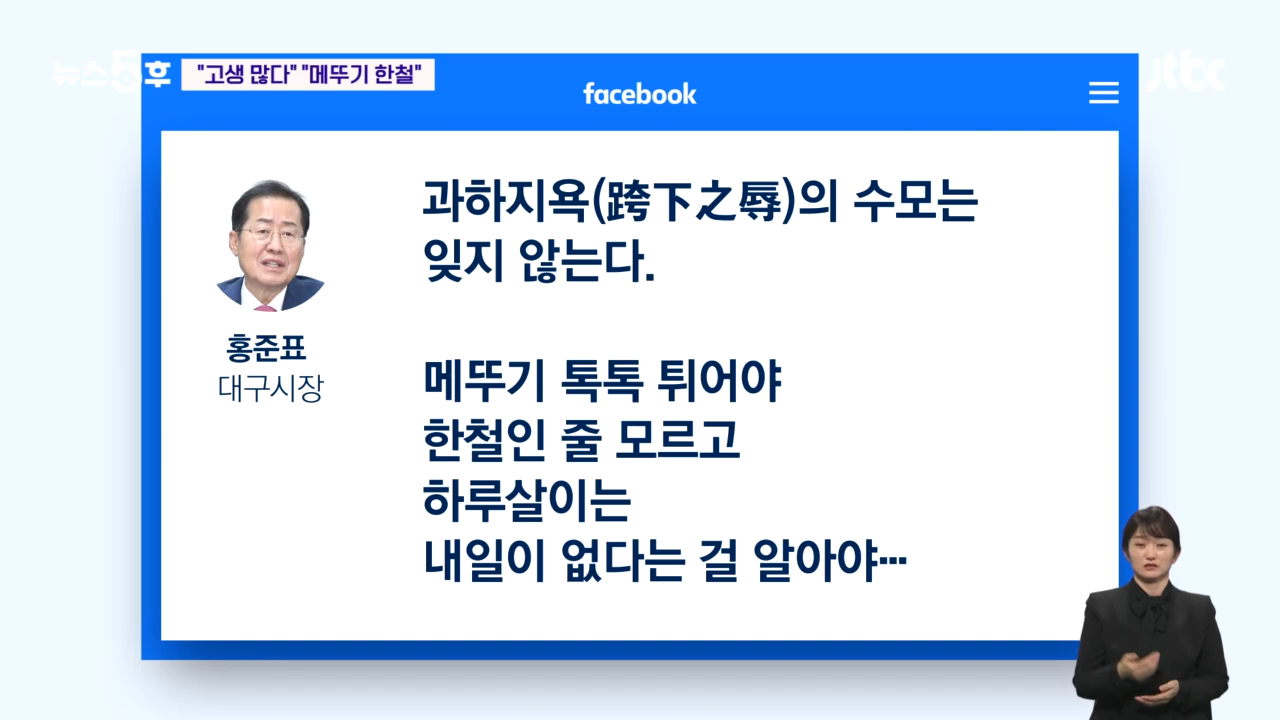 뉴스5후
"고생 많다" "메뚜기 한철"
facebook
jtbc
과하지욕(跨下之辱)의 수모는
잊지 않는다.
홍준표
대구시장
메뚜기 톡톡 튀어야
한철인 줄 모르고
하루살이는
내일이 없다는 걸 알아야…